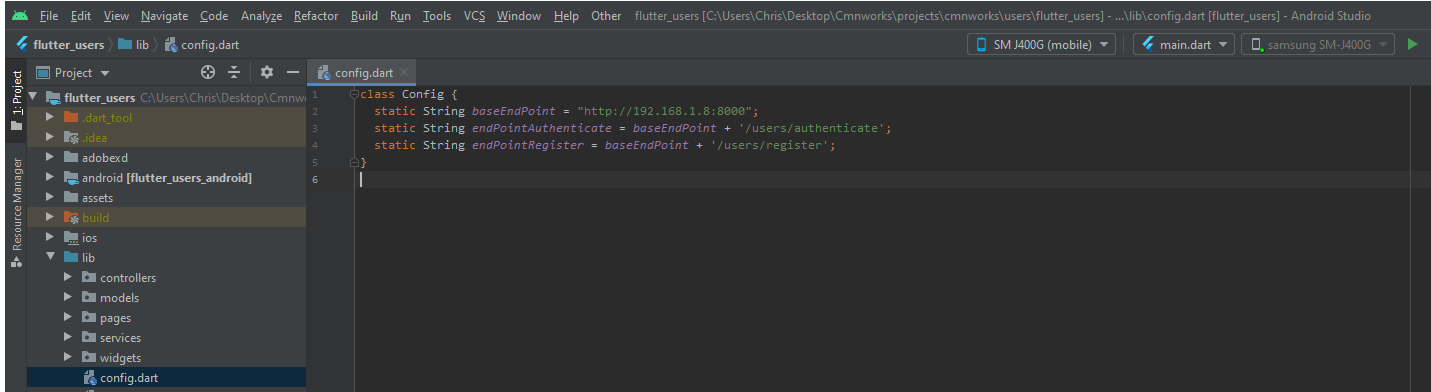 File Edit View Navigate Code Analyze Refactor Build Run Tools VCS Window Help Other flutter_users [C:\Users\Chris\Desktop\Cmnworks\projects\cmnworks\users\flutter_users] - ...\lib\config.dart [flutter_users] - Android Studio
flutter_users lib config.dart SM J400G (mobile) main.dart samsung SM-J400G
1: Project
Resource Manager
Project
flutter_users C:\Users\Chris\Desktop\Cmnwo
.dart_tool
.idea
adobexd
android [flutter_users_android]
assets
build
ios
lib
controllers
models
pages
services
widgets
config.dart
config.dart
1 class Config {
2 static String baseEndPoint = "http://192.168.1.8:8000";
3 static String endPointAuthenticate = baseEndPoint + '/users/authenticate';
4 static String endPointRegister = baseEndPoint + '/users/register';
5 }
6